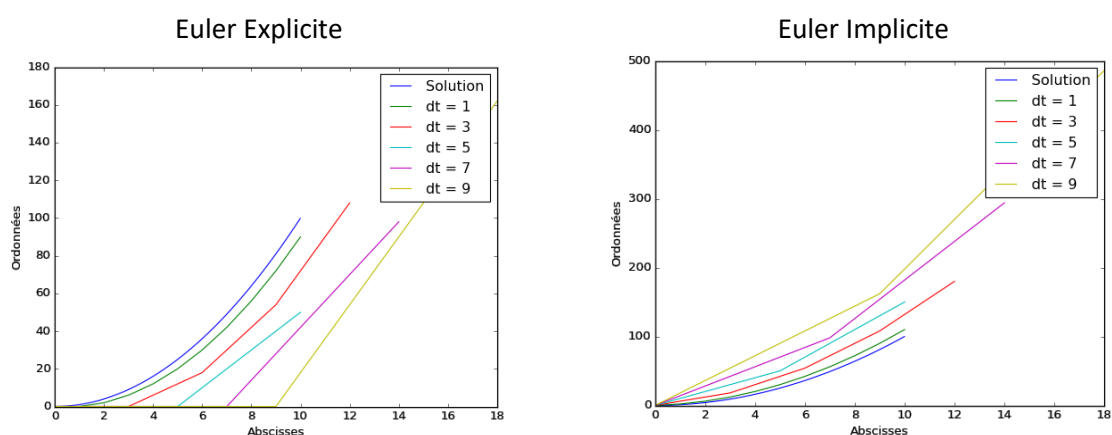 Euler Explicite
180
160
140
120
100
80
60
40
20
0
Ordonnées
0 2 4 6 8 10 12 14 16 18
Abscisses
Solution
dt = 1
dt = 3
dt = 5
dt = 7
dt = 9
Euler Implicite
500
400
300
200
100
0
Ordonnées
0 2 4 6 8 10 12 14 16 18
Abscisses
Solution
dt = 1
dt = 3
dt = 5
dt = 7
dt = 9